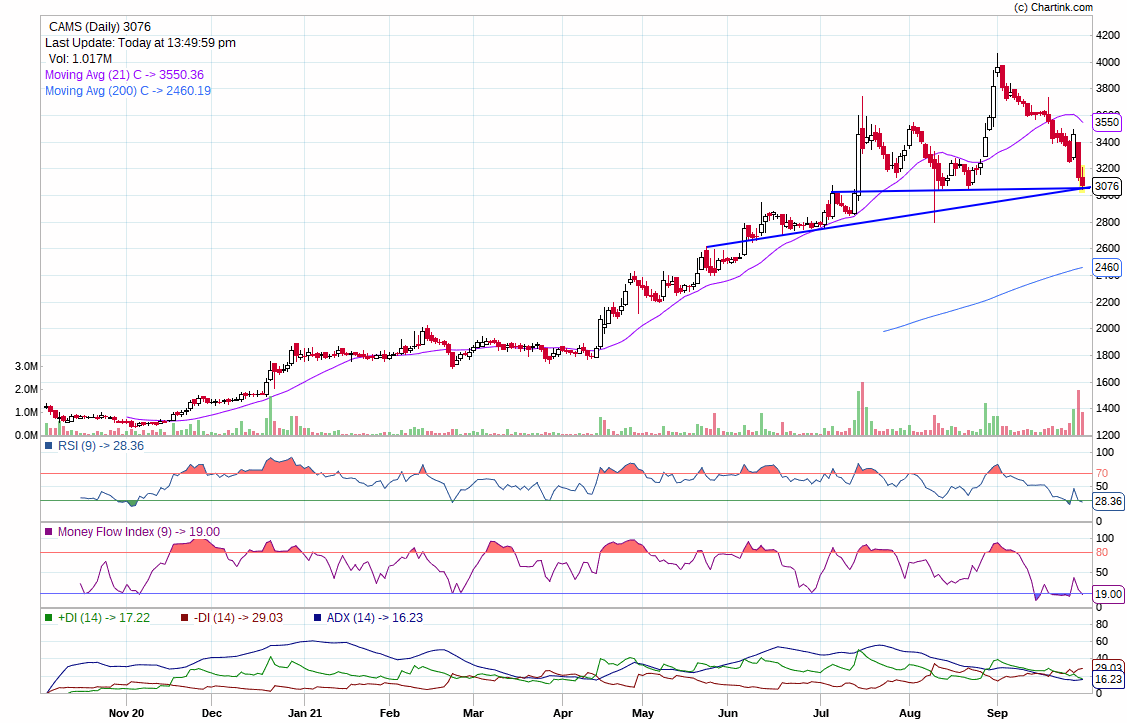 (c) Chartink.com
CAMS (Daily) 3076
Last Update: Today at 13:49:59 pm
Vol: 1.017M
Moving Avg (21) C -> 3550.36
Moving Avg (200) C -> 2460.19
4200
4000
3800
3550
3400
3200
3076
2800
2600
2460
2200
2000
1800
1600
1400
1200
3.0M
2.0M
1.0M
0.0M
RSI (9) -> 28.36
100
70
50
28.36
0
Money Flow Index (9) -> 19.00
100
80
50
19.00
0
+DI (14) -> 17.22 -DI (14) -> 29.03 ADX (14) -> 16.23
80
60
40
29.03
16.23
0
Nov 20 Dec Jan 21 Feb Mar Apr May Jun Jul Aug Sep